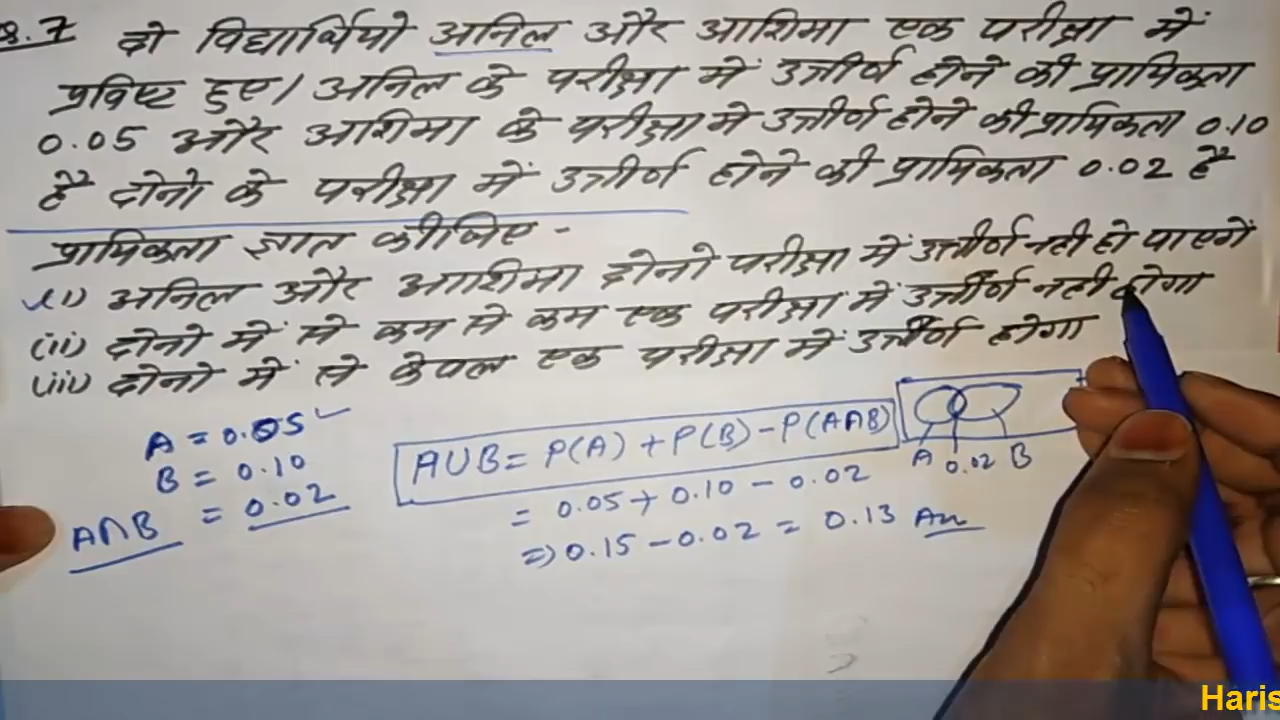 8.7 दो विद्यार्थियो अनिल और आशिमा एक परीक्षा में
प्रविष्ट हुए। अनिल के परीक्षा में उत्तीर्ण होने की प्रायिकता
0.05 और आशिमा के परीक्षा मे उत्तीर्ण होने की प्रायिकता 0.10
है दोनो के परीक्षा में उत्तीर्ण होने की प्रायिकता 0.02 है
प्रायिकता ज्ञात कीजिए -
(i) अनिल और आशिमा दोनो परीक्षा में उत्तीर्ण नही हो पाएगें
(ii) दोनो में से कम से कम एक परीक्षा में उत्तीर्ण नही होगा
(iii) दोनो में से केवल एक परीक्षा में उत्तीर्ण होगा
A = 0.05
B = 0.10
A∩B = 0.02
AUB = P(A) + P(B) - P(A∩B)
= 0.05 + 0.10 - 0.02
=) 0.15 - 0.02 = 0.13 An
A 0.02 B
Haris